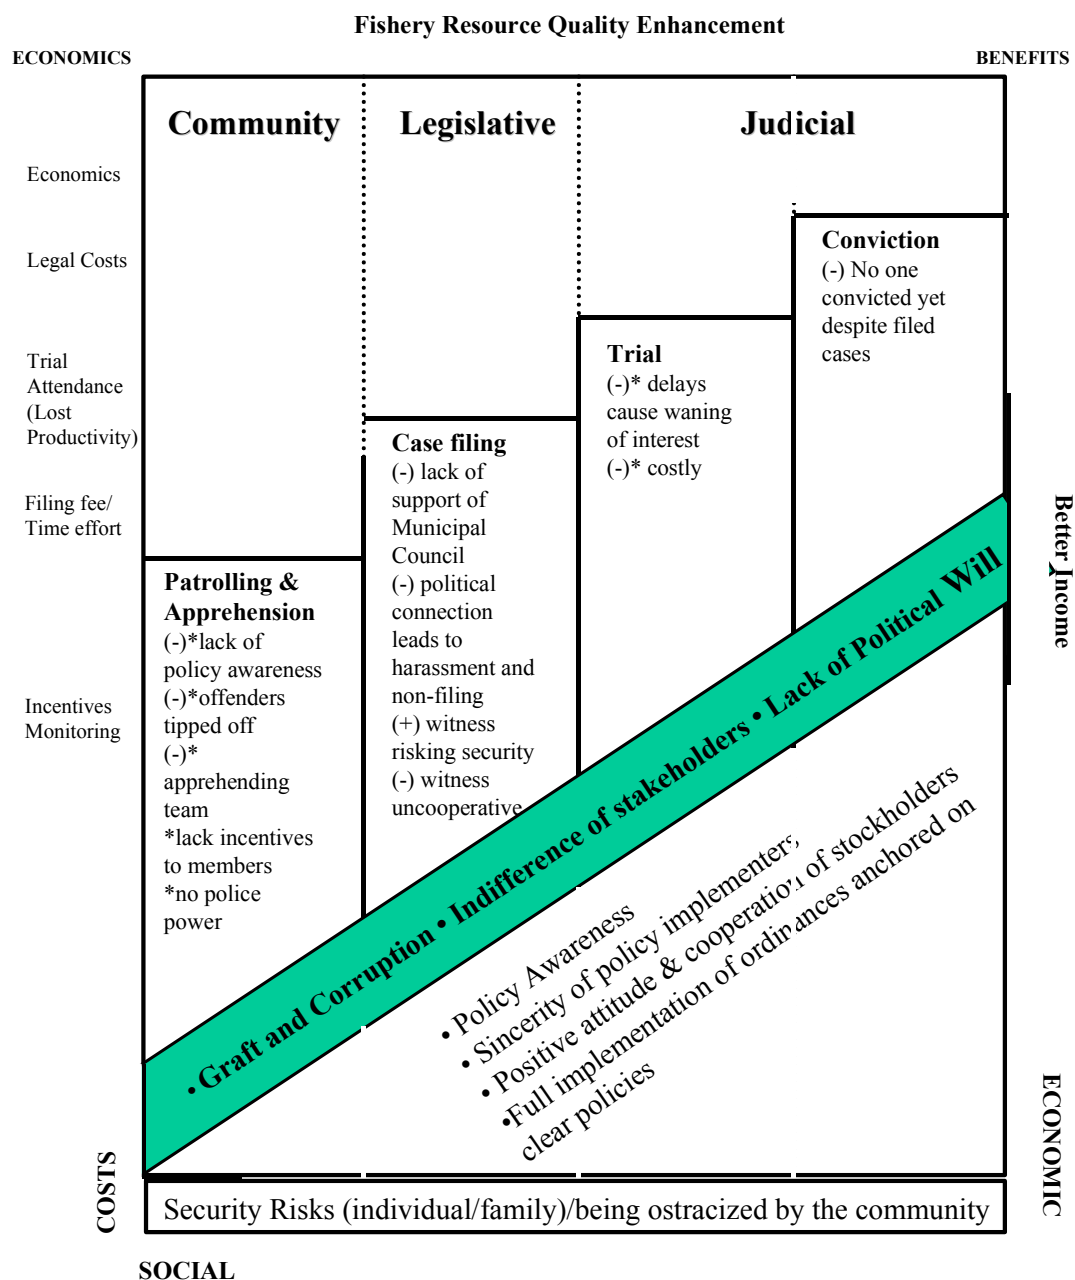 Fishery Resource Quality Enhancement
ECONOMICS
BENEFITS
Community
Legislative
Judicial
Economics
Legal Costs
Trial
Attendance
(Lost
Productivity)
Filing fee/
Time effort
Incentives
Monitoring
Patrolling &
Apprehension
(-)*lack of
policy awareness
(-)*offenders
tipped off
(-)*
apprehending
team
*lack incentives
to members
*no police
power
Case filing
(-) lack of
support of
Municipal
Council
(-) political
connection
leads to
harassment and
non-filing
(+) witness
risking security
(-) witness
uncooperative
Trial
(-)* delays
cause waning
of interest
(-)* costly
Conviction
(-) No one
convicted yet
despite filed
cases
• Graft and Corruption • Indifference of stakeholders • Lack of Political Will
• Policy Awareness
• Sincerity of policy implementers
• Positive attitude & cooperation of stockholders
•Full implementation of ordinances anchored on
clear policies
Better Income
ECONOMIC
COSTS
Security Risks (individual/family)/being ostracized by the community
SOCIAL